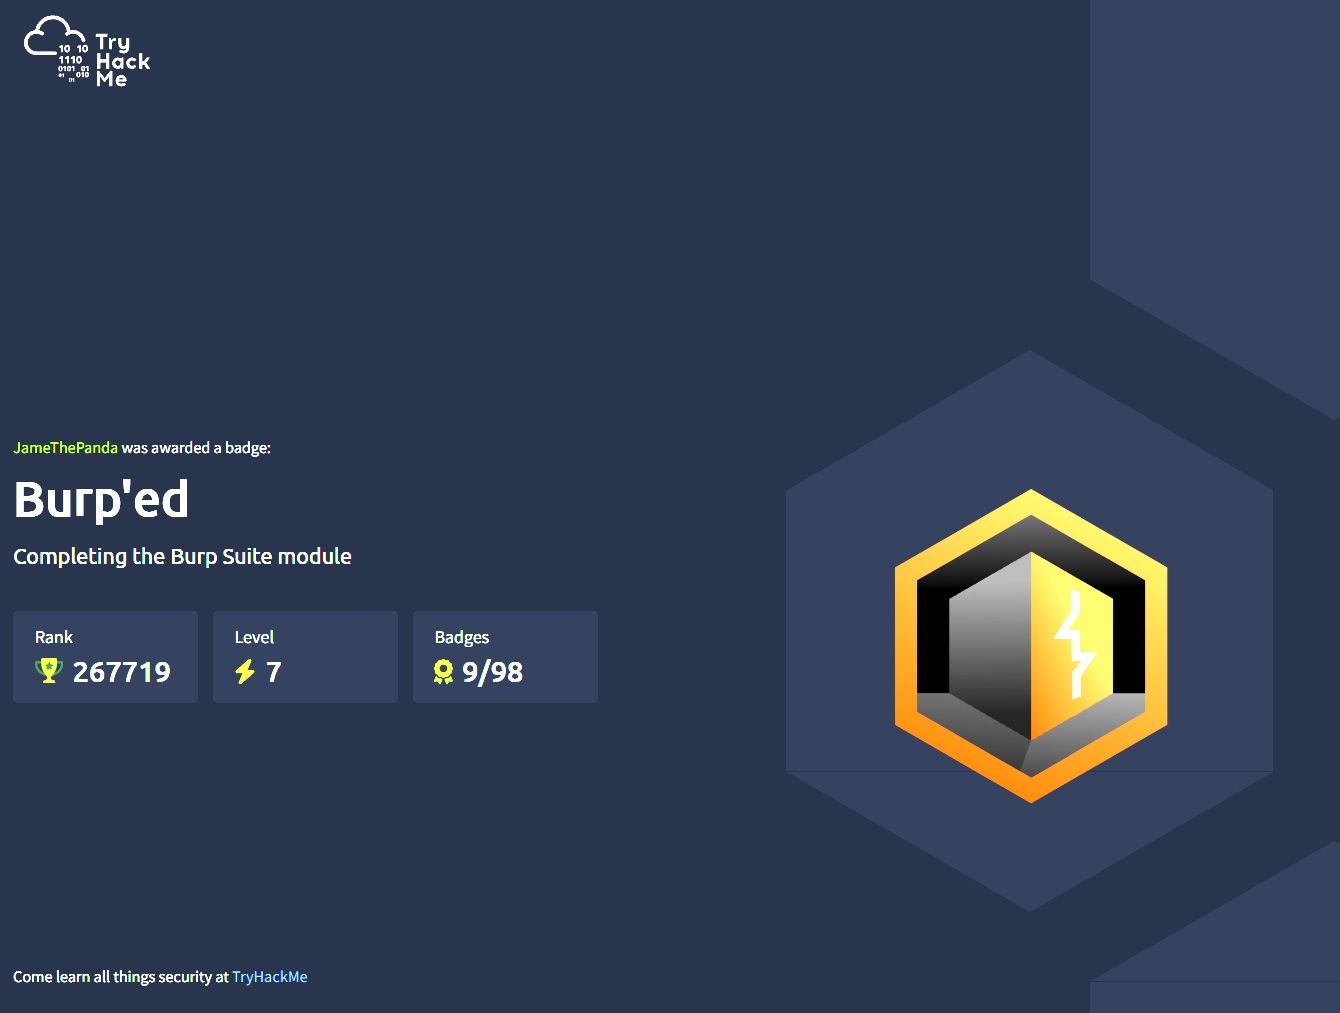 Try
Hack
Me
10 10
1110
0101 01
01 010
01
JameThePanda was awarded a badge:
Burp'ed
Completing the Burp Suite module
Rank
267719
Level
7
Badges
9/98
Come learn all things security at TryHackMe